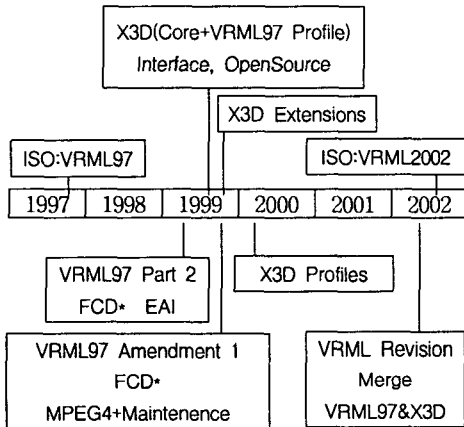 X3D(Core+VRML97 Profile)
Interface, OpenSource
X3D Extensions
ISO:VRML97
ISO:VRML2002
1997 1998 1999 2000 2001 2002
VRML97 Part 2
FCD* EAI
X3D Profiles
VRML97 Amendment 1
FCD*
MPEG4+Maintenence
VRML Revision
Merge
VRML97&X3D